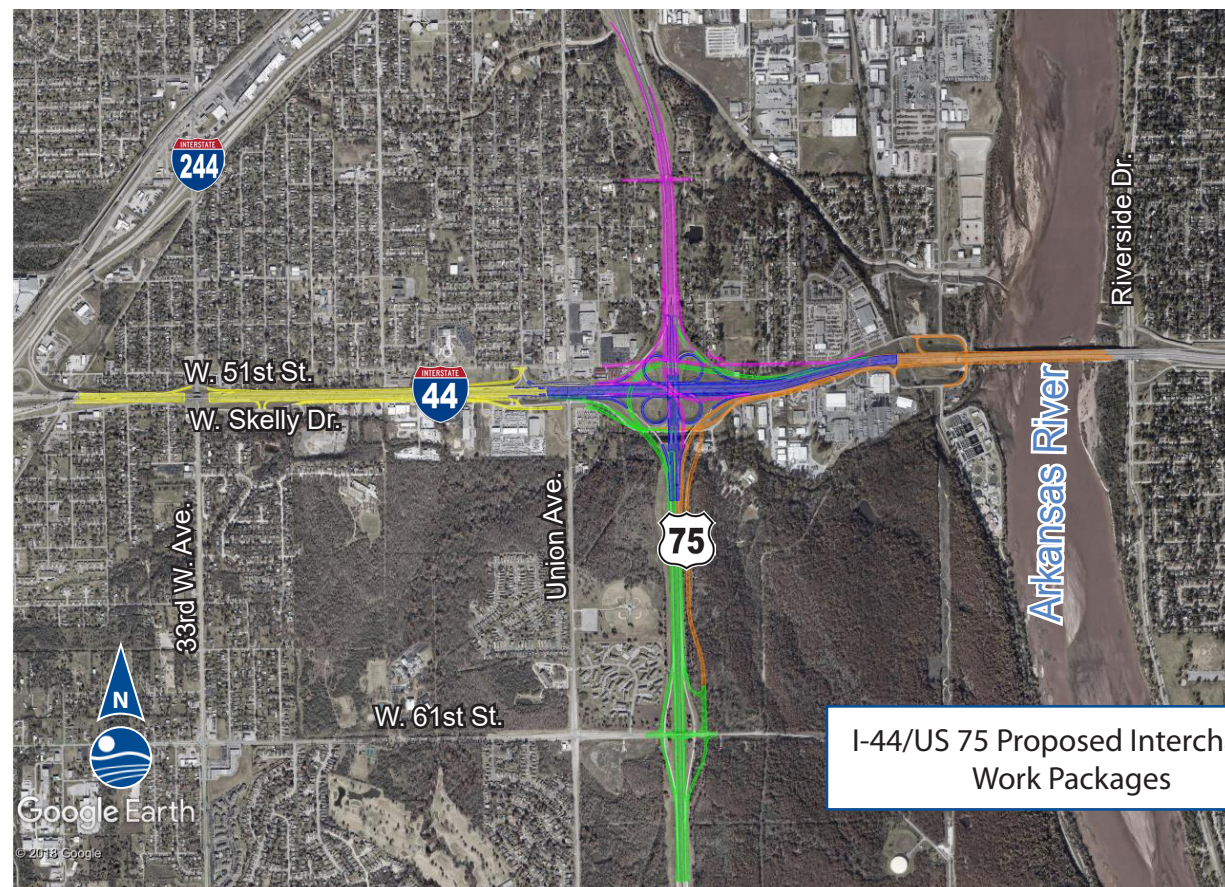 INTERSTATE
244
Riverside Dr.
W. 51st St.
INTERSTATE
44
W. Skelly Dr.
Union Ave.
75
33rd W. Ave.
Arkansas River
N
W. 61st St.
I-44/US 75 Proposed Interch
Work Packages
Google Earth
© 2018 Google